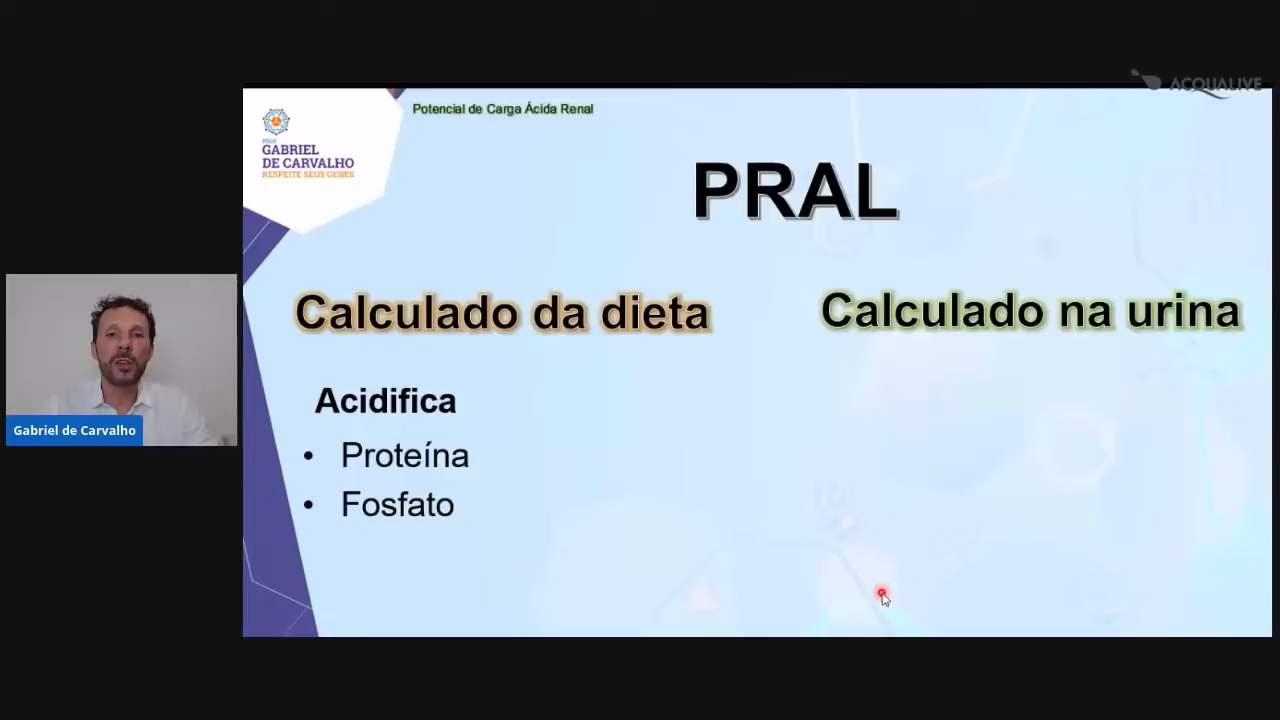 ACQUALIVE
Potencial de Carga Ácida Renal
PROF.
GABRIEL
DE CARVALHO
RESPEITE SEUS GENES
PRAL
Calculado da dieta
Calculado na urina
Acidifica
• Proteína
• Fosfato
Gabriel de Carvalho